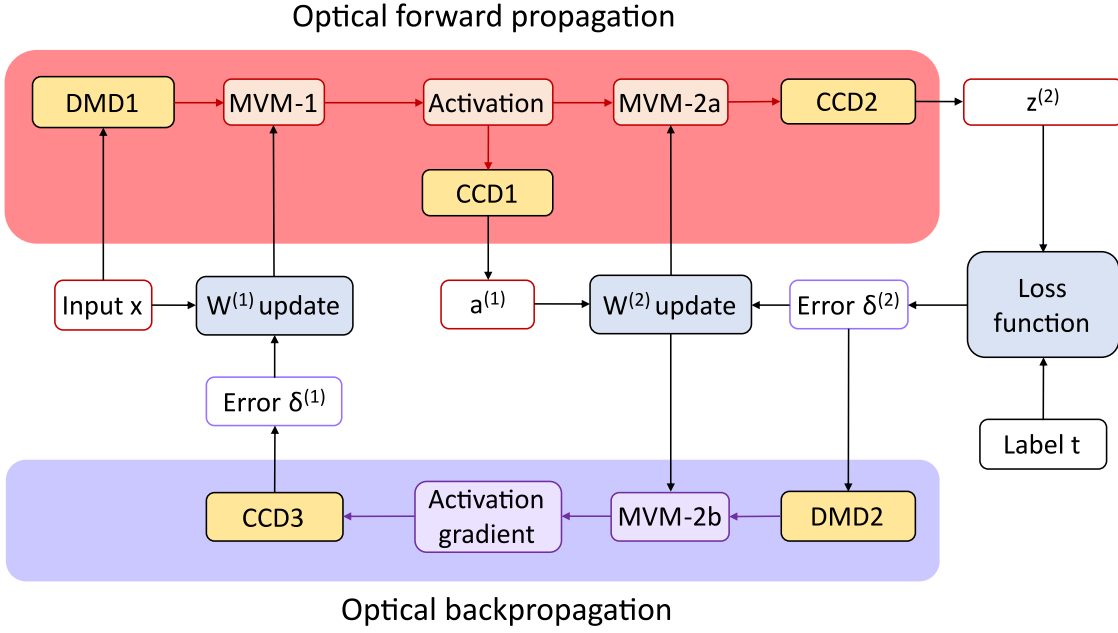 Optical forward propagation
DMD1
MVM-1
Activation
MVM-2a
CCD2
z⁽²⁾
CCD1
Input x
W⁽¹⁾ update
a⁽¹⁾
W⁽²⁾ update
Error δ⁽²⁾
Loss
function
Error δ⁽¹⁾
Label t
CCD3
Activation
gradient
MVM-2b
DMD2
Optical backpropagation